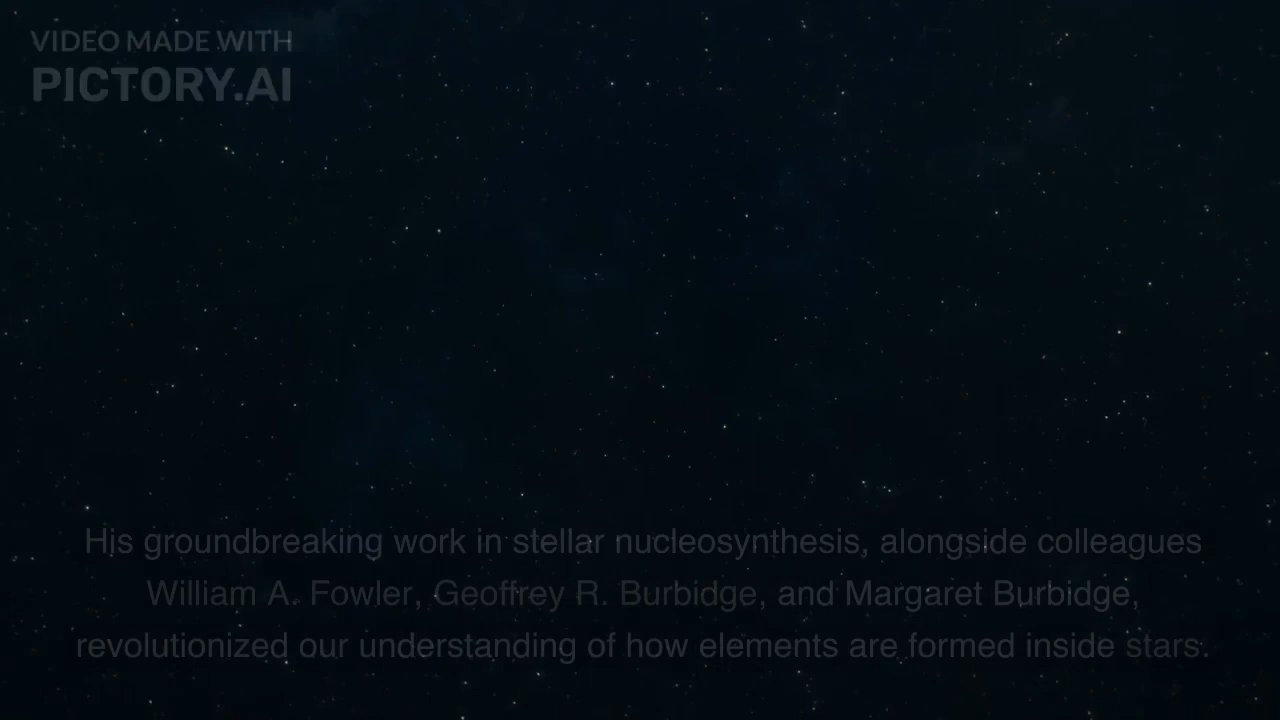 VIDEO MADE WITH
PICTORY.AI
His groundbreaking work in stellar nucleosynthesis, alongside colleagues
William A. Fowler, Geoffrey R. Burbidge, and Margaret Burbidge,
revolutionized our understanding of how elements are formed inside stars.